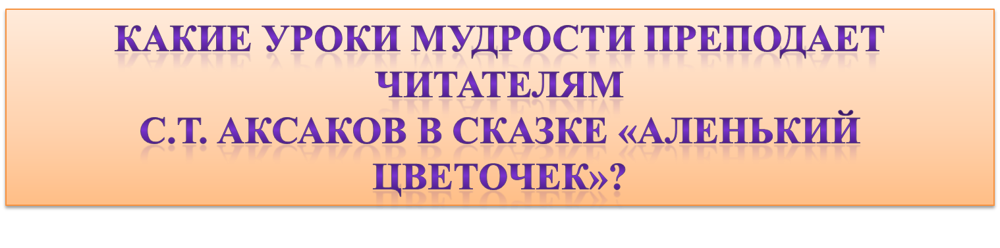 КАКИЕ УРОКИ МУДРОСТИ ПРЕПОДАЕТ
ЧИТАТЕЛЯМ
С.Т. АКСАКОВ В СКАЗКЕ «АЛЕНЬКИЙ
ЦВЕТОЧЕК»?